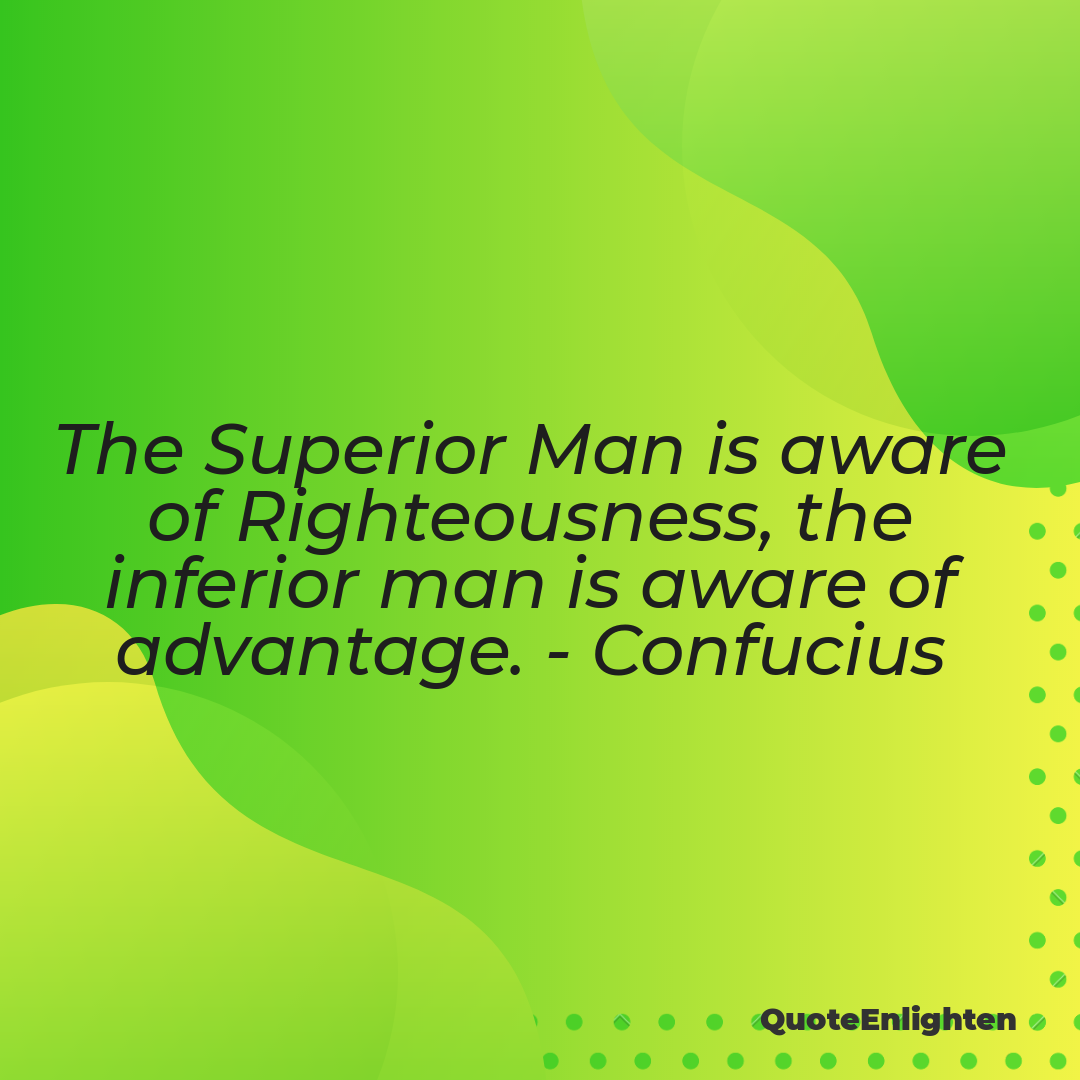 The Superior Man is aware
of Righteousness, the
inferior man is aware of
advantage. - Confucius
QuoteEnlighten